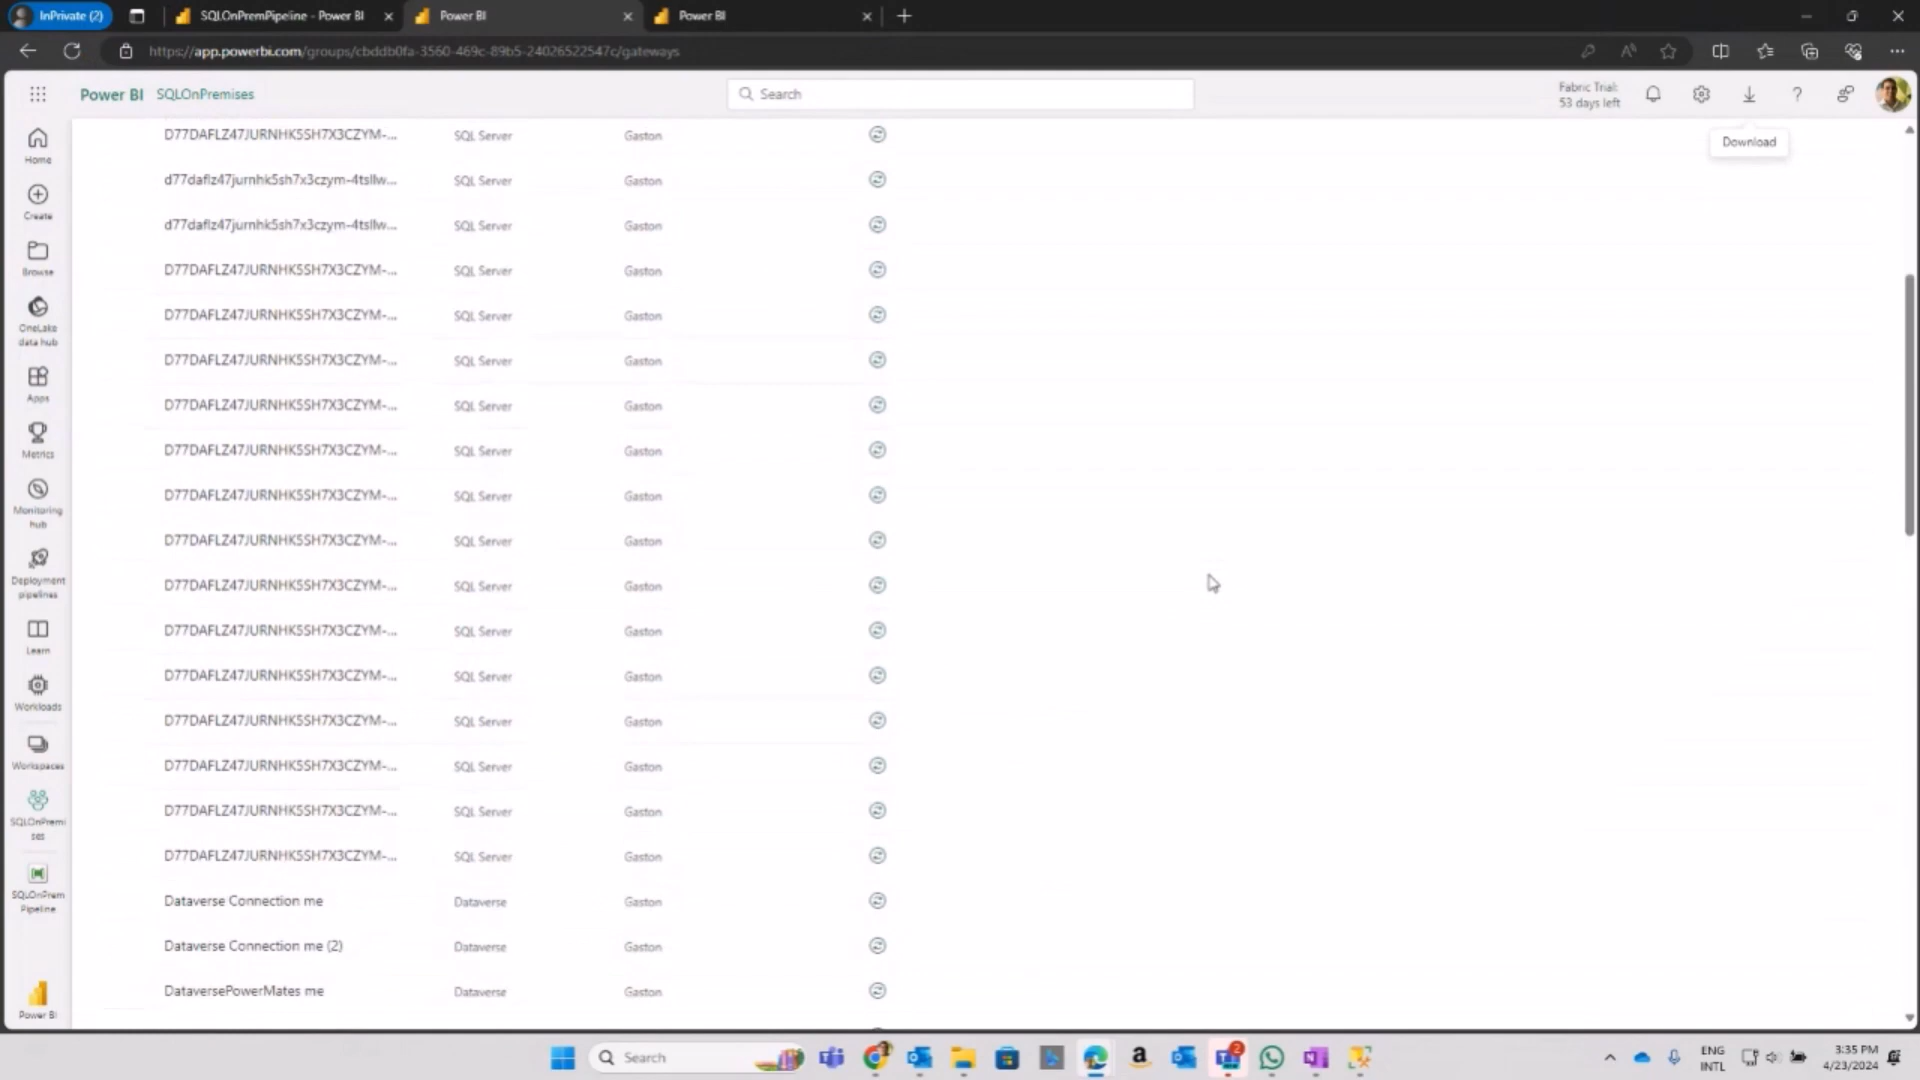 InPrivate (2)
SQLOnPremPipeline - Power BI
Power BI
Power BI
https://app.powerbi.com/groups/cbddb0fa-3560-469c-89b5-24026522547c/gateways
Power BI SQLOnPremises
Search
Fabric Trial:
53 days left
Download
Home
Create
Browse
OneLake
data hub
Apps
Metrics
Monitoring
hub
Deployment
pipelines
Learn
Workloads
Workspaces
SQLOnPremi
ses
SQLOnPrem
Pipeline
Power BI
D77DAFLZ47JURNHK5SH7X3CZYM-... SQL Server Gaston
d77daflz47jurnhk5sh7x3czym-4tsllw... SQL Server Gaston
d77daflz47jurnhk5sh7x3czym-4tsllw... SQL Server Gaston
D77DAFLZ47JURNHK5SH7X3CZYM-... SQL Server Gaston
D77DAFLZ47JURNHK5SH7X3CZYM-... SQL Server Gaston
D77DAFLZ47JURNHK5SH7X3CZYM-... SQL Server Gaston
D77DAFLZ47JURNHK5SH7X3CZYM-... SQL Server Gaston
D77DAFLZ47JURNHK5SH7X3CZYM-... SQL Server Gaston
D77DAFLZ47JURNHK5SH7X3CZYM-... SQL Server Gaston
D77DAFLZ47JURNHK5SH7X3CZYM-... SQL Server Gaston
D77DAFLZ47JURNHK5SH7X3CZYM-... SQL Server Gaston
D77DAFLZ47JURNHK5SH7X3CZYM-... SQL Server Gaston
D77DAFLZ47JURNHK5SH7X3CZYM-... SQL Server Gaston
D77DAFLZ47JURNHK5SH7X3CZYM-... SQL Server Gaston
D77DAFLZ47JURNHK5SH7X3CZYM-... SQL Server Gaston
D77DAFLZ47JURNHK5SH7X3CZYM-... SQL Server Gaston
D77DAFLZ47JURNHK5SH7X3CZYM-... SQL Server Gaston
Dataverse Connection me Dataverse Gaston
Dataverse Connection me (2) Dataverse Gaston
DataversePowerMates me Dataverse Gaston
Search
2
ENG
INTL
3:35 PM
4/23/2024